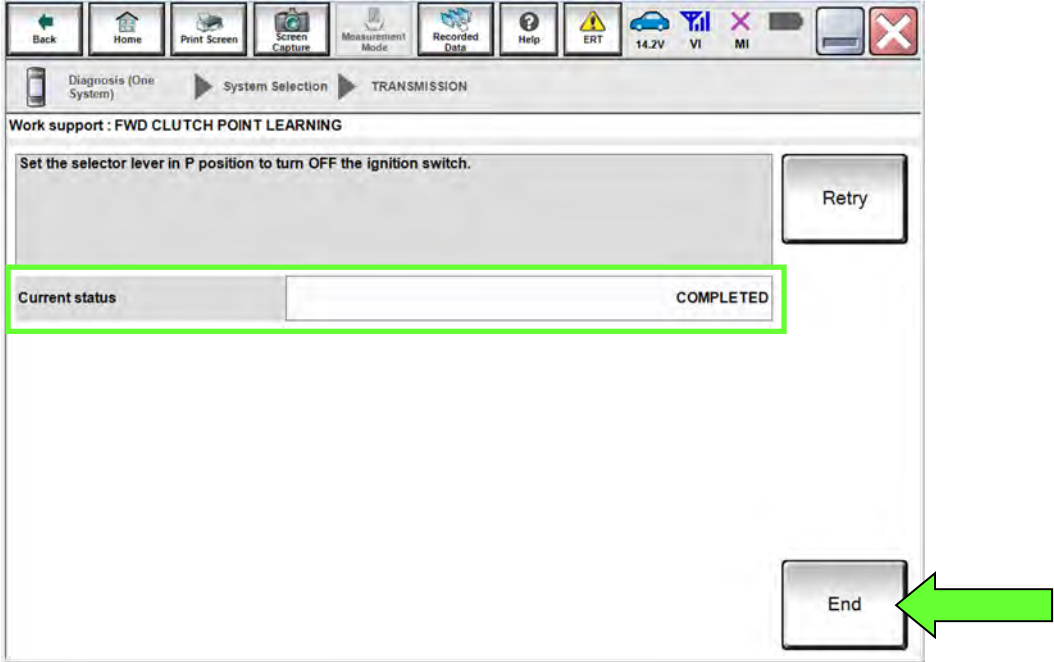 Back
Home
Print Screen
Screen
Capture
Measurement
Mode
Recorded
Data
Help
ERT
14.2V
VI
MI
Diagnosis (One
System)
System Selection
TRANSMISSION
Work support : FWD CLUTCH POINT LEARNING
Set the selector lever in P position to turn OFF the ignition switch.
Retry
Current status
COMPLETED
End